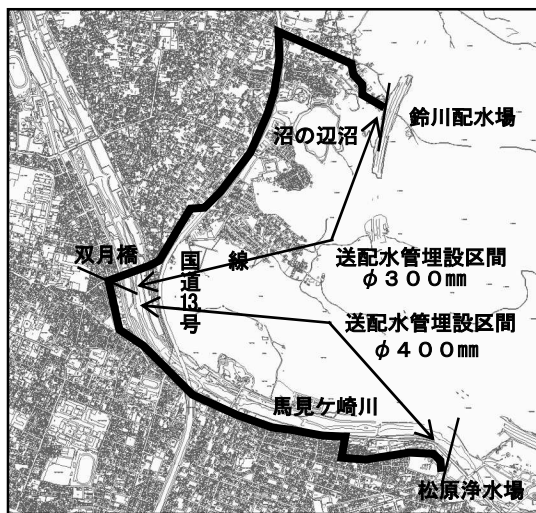 鈴川配水場
沼の辺沼
双月橋
国道13号線
送配水管埋設区間
φ300㎜
送配水管埋設区間
φ400㎜
馬見ケ崎川
松原浄水場